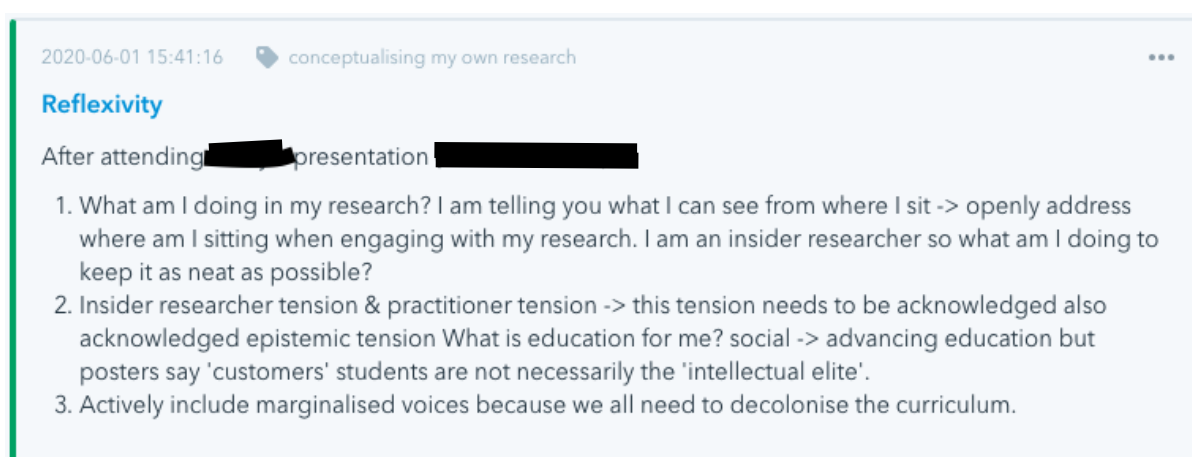 2020-06-01 15:41:16 conceptualising my own research
Reflexivity
After attending presentation
1. What am I doing in my research? I am telling you what I can see from where I sit -> openly address
where am I sitting when engaging with my research. I am an insider researcher so what am I doing to
keep it as neat as possible?
2. Insider researcher tension & practitioner tension -> this tension needs to be acknowledged also
acknowledged epistemic tension What is education for me? social -> advancing education but
posters say 'customers' students are not necessarily the 'intellectual elite'.
3. Actively include marginalised voices because we all need to decolonise the curriculum.